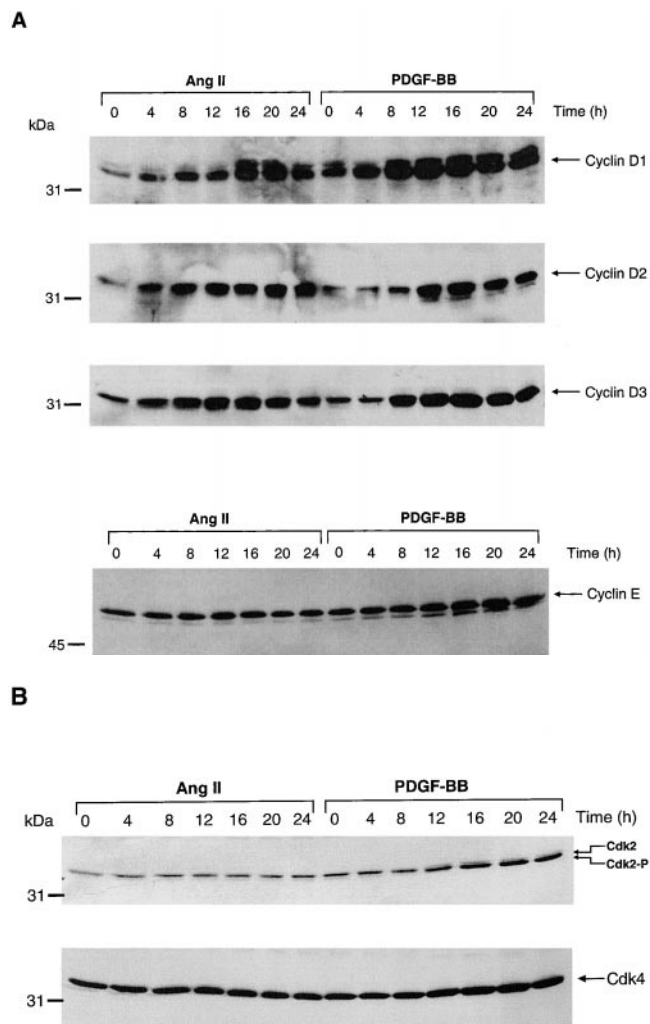 A
Ang II PDGF-BB
0 4 8 12 16 20 24 0 4 8 12 16 20 24 Time (h)
kDa
Cyclin D1
31
Cyclin D2
31
Cyclin D3
31
Ang II PDGF-BB
0 4 8 12 16 20 24 0 4 8 12 16 20 24 Time (h)
Cyclin E
45
B
Ang II PDGF-BB
kDa 0 4 8 12 16 20 24 0 4 8 12 16 20 24 Time (h)
Cdk2
Cdk2-P
31
Cdk4
31